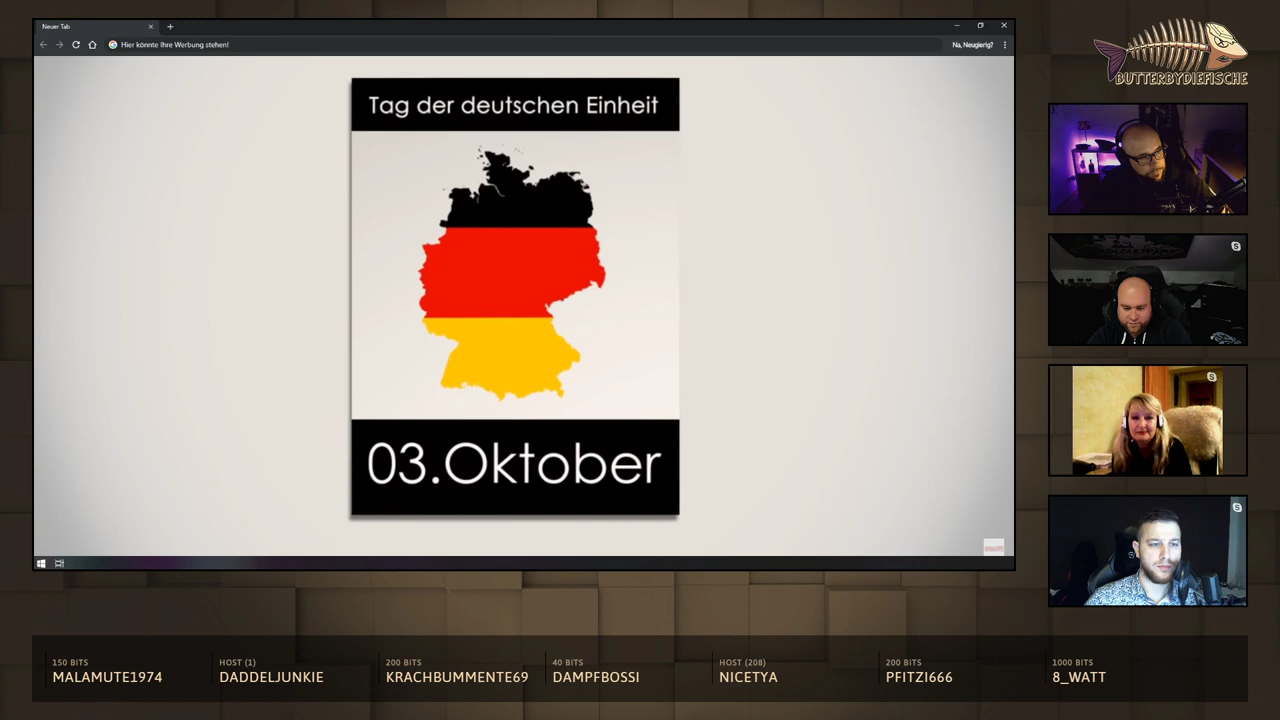 Neuer Tab
Hier könnte Ihre Werbung stehen!
Na, Neugierig?
BUTTERBYDIEFISCHE
Tag der deutschen Einheit
03.Oktober
150 BITS
MALAMUTE1974
HOST (1)
DADDELJUNKIE
200 BITS
KRACHBUMMENTE69
40 BITS
DAMPFBOSSI
HOST (208)
NICETYA
200 BITS
PFITZI666
1000 BITS
8_WATT